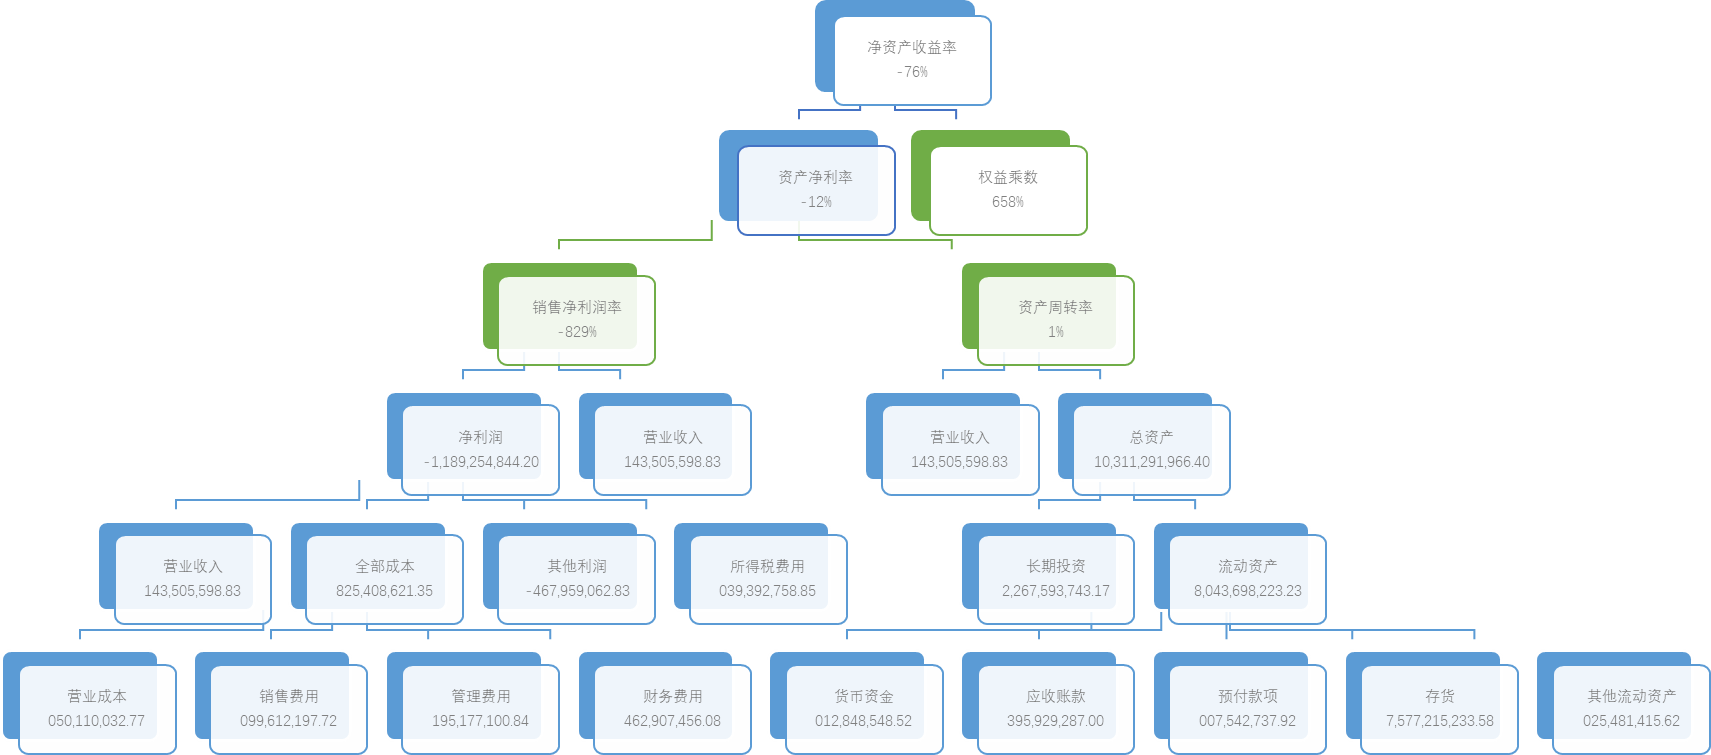 净资产收益率
-76%
资产净利率
-12%
权益乘数
658%
销售净利润率
-829%
资产周转率
1%
净利润
-1,189,254,844.20
营业收入
143,505,598.83
营业收入
143,505,598.83
总资产
10,311,291,966.40
营业收入
143,505,598.83
全部成本
825,408,621.35
其他利润
-467,959,062.83
所得税费用
039,392,758.85
长期投资
2,267,593,743.17
流动资产
8,043,698,223.23
营业成本
050,110,032.77
销售费用
099,612,197.72
管理费用
195,177,100.84
财务费用
462,907,456.08
货币资金
012,848,548.52
应收账款
395,929,287.00
预付款项
007,542,737.92
存货
7,577,215,233.58
其他流动资产
025,481,415.62